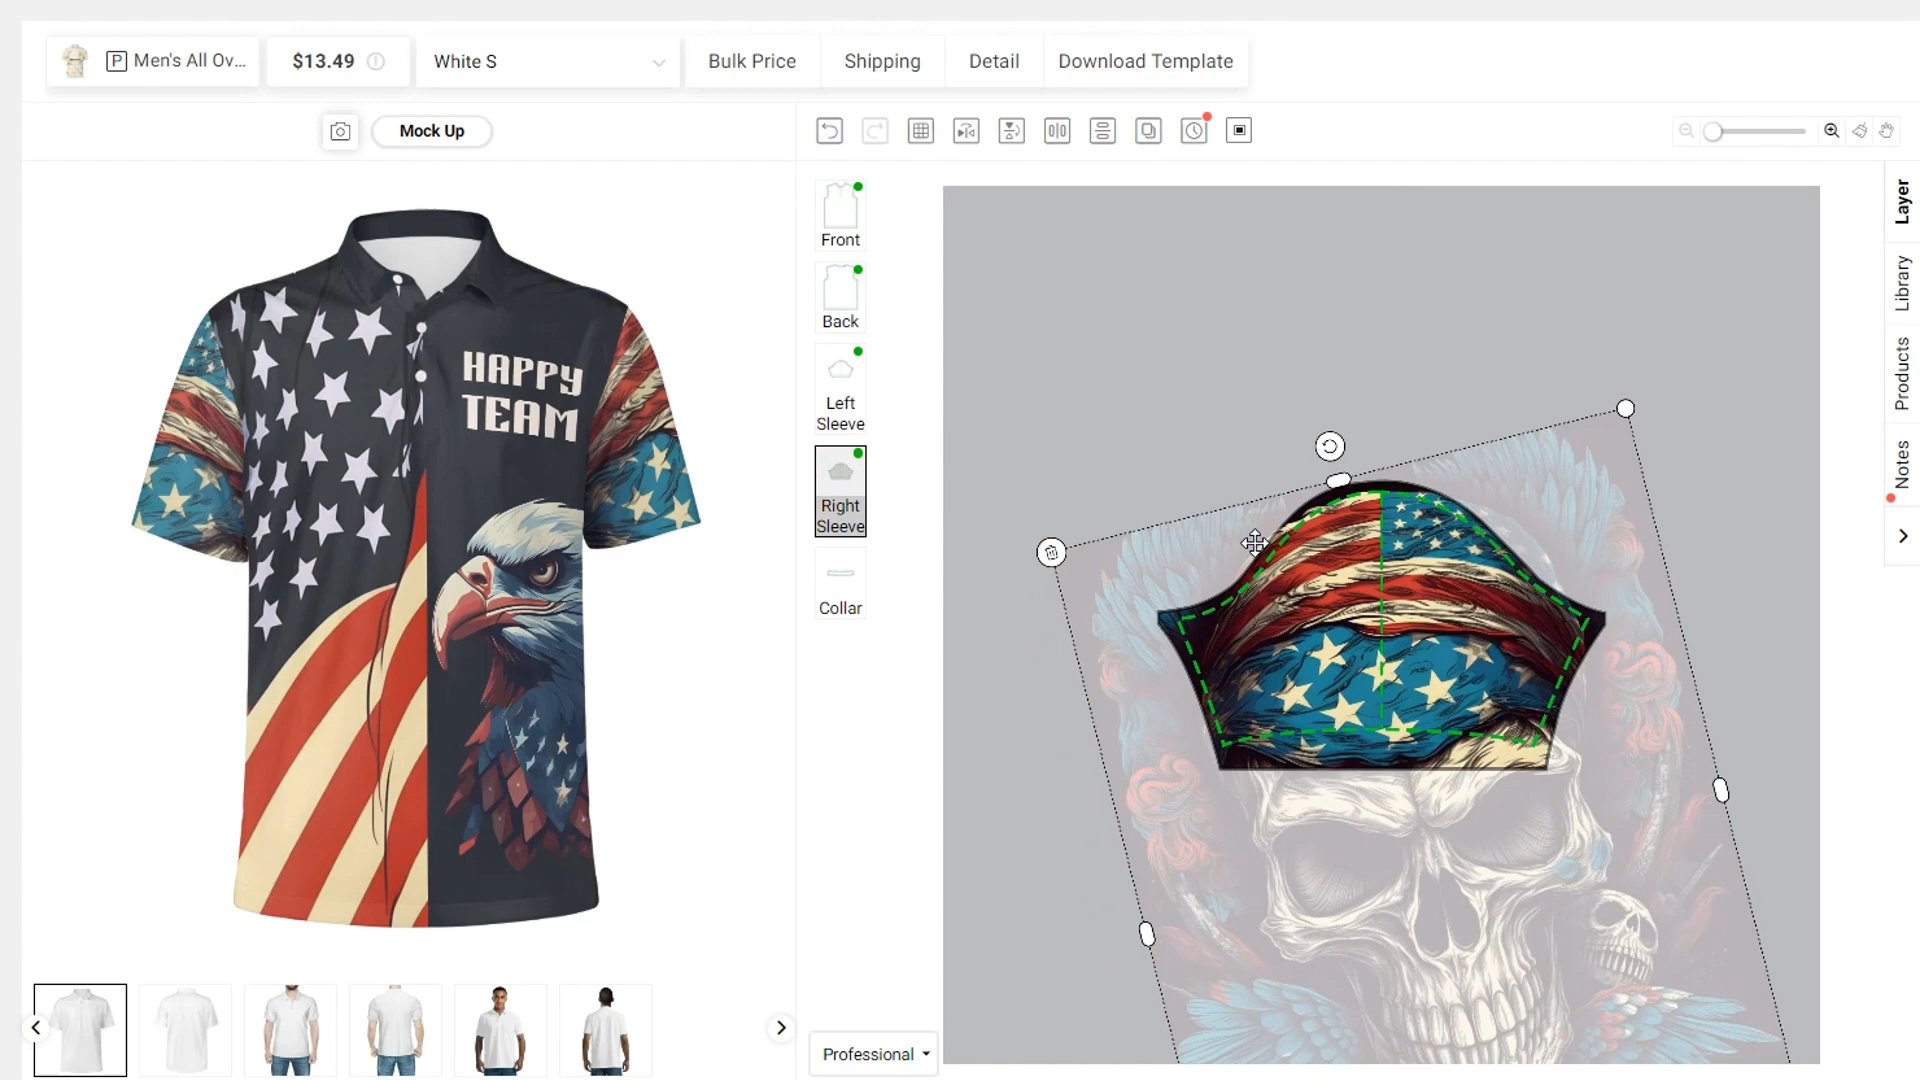 P Men's All Ov...
$13.49
White S
Bulk Price
Shipping
Detail
Download Template
Mock Up
HAPPY
TEAM
Front
Back
Left
Sleeve
Right
Sleeve
Collar
Professional
Layer
Library
Products
Notes